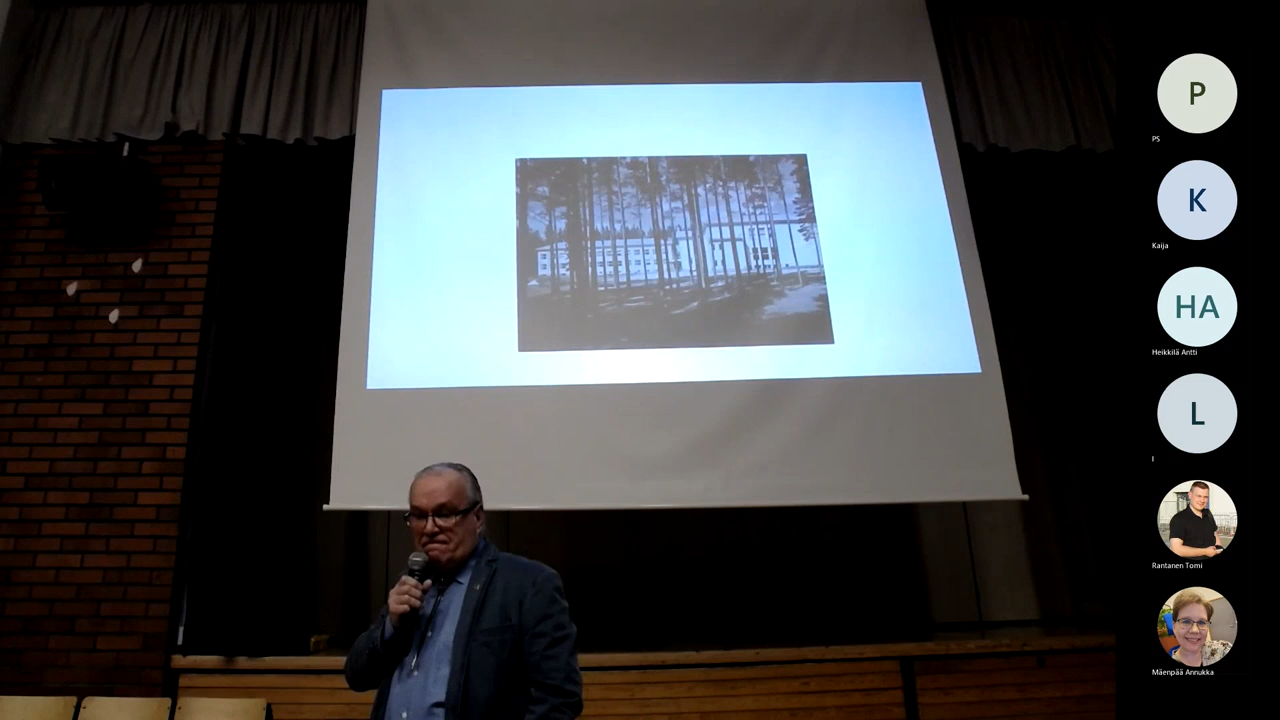 P
PS
K
Kaija
HA
Heikkilä Antti
L
l
Rantanen Tomi
Mäenpää Annukka